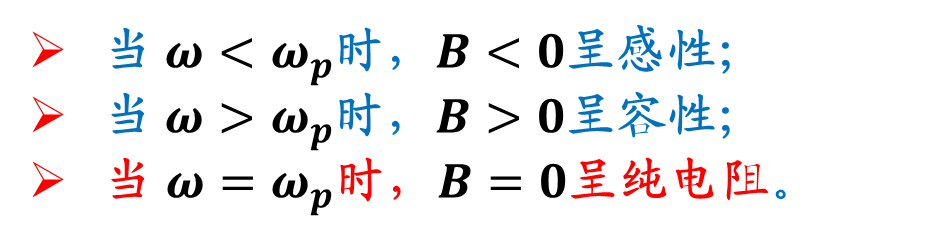 ➢ 当 ω < ωₚ时，B < 0呈感性;
➢ 当 ω > ωₚ时，B > 0呈容性;
➢ 当 ω = ωₚ时，B = 0呈纯电阻。